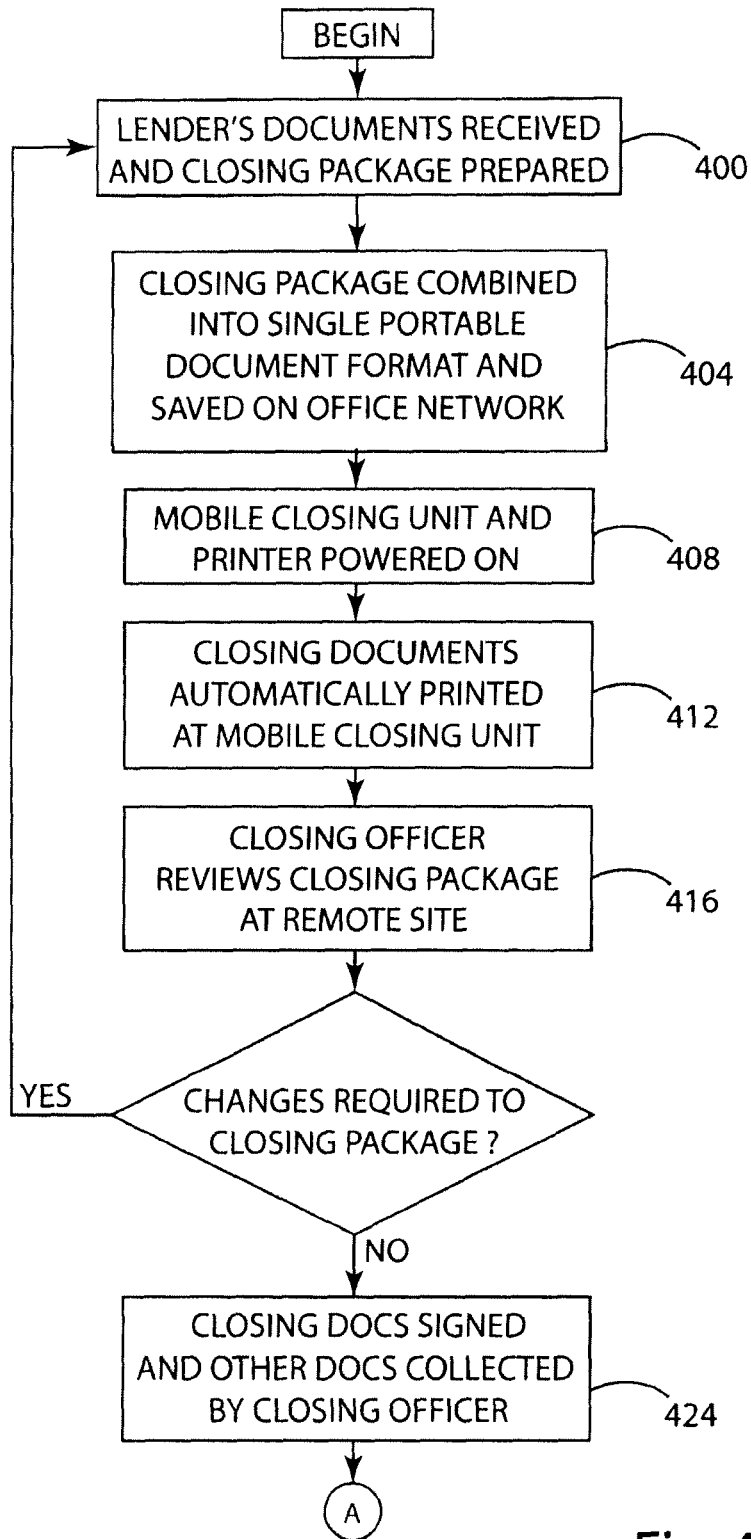 BEGIN
LENDER'S DOCUMENTS RECEIVED
AND CLOSING PACKAGE PREPARED
400
CLOSING PACKAGE COMBINED
INTO SINGLE PORTABLE
DOCUMENT FORMAT AND
SAVED ON OFFICE NETWORK
404
MOBILE CLOSING UNIT AND
PRINTER POWERED ON
408
CLOSING DOCUMENTS
AUTOMATICALLY PRINTED
AT MOBILE CLOSING UNIT
412
CLOSING OFFICER
REVIEWS CLOSING PACKAGE
AT REMOTE SITE
416
YES
CHANGES REQUIRED TO
CLOSING PACKAGE ?
NO
CLOSING DOCS SIGNED
AND OTHER DOCS COLLECTED
BY CLOSING OFFICER
424
A